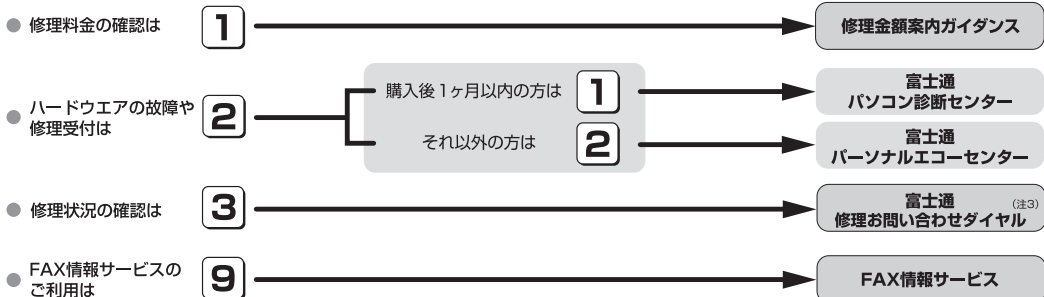 ● 修理料金の確認は 1 修理金額案内ガイダンス
● ハードウエアの故障や
修理受付は 2
購入後1ヶ月以内の方は 1
富士通
パソコン診断センター
それ以外の方は 2
富士通
パーソナルエコーセンター
● 修理状況の確認は 3
富士通 (注3)
修理お問い合わせダイヤル
● FAX情報サービスの
ご利用は 9
FAX情報サービス